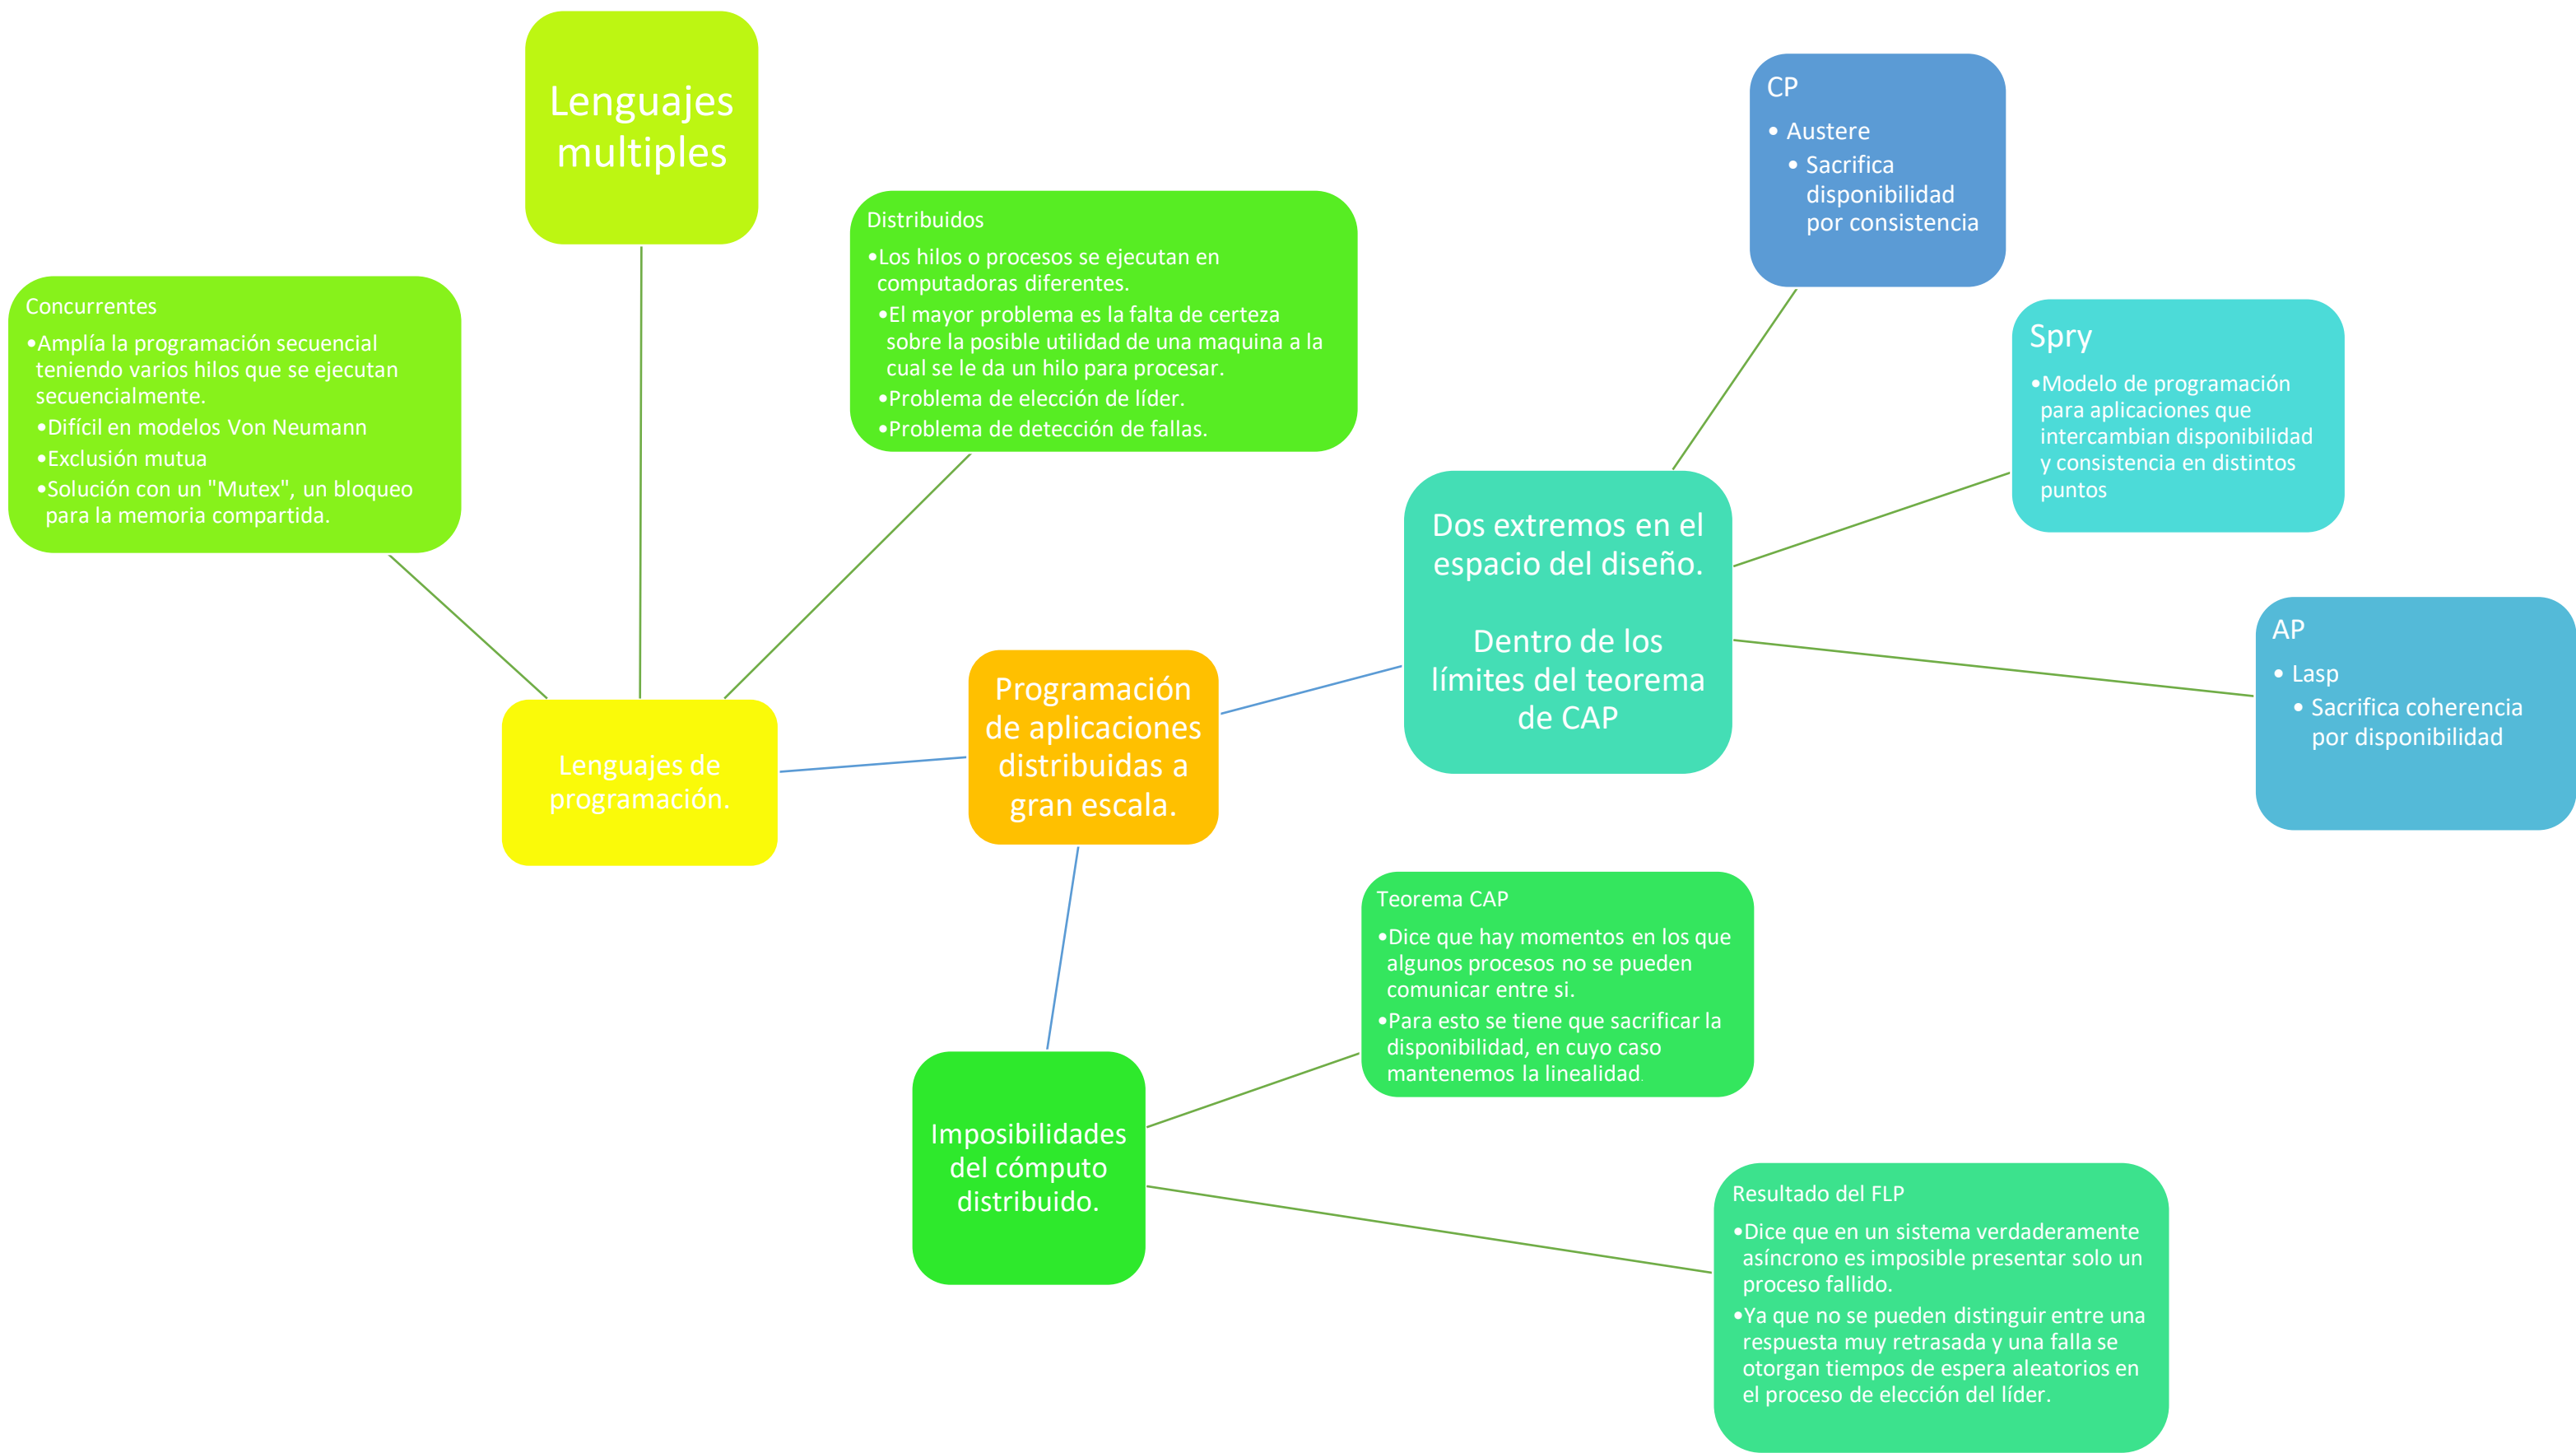 Lenguajes
multiples
Concurrentes
•Amplía la programación secuencial
teniendo varios hilos que se ejecutan
secuencialmente.
•Difícil en modelos Von Neumann
•Exclusión mutua
•Solución con un "Mutex", un bloqueo
para la memoria compartida.
Distribuidos
•Los hilos o procesos se ejecutan en
computadoras diferentes.
•El mayor problema es la falta de certeza
sobre la posible utilidad de una maquina a la
cual se le da un hilo para procesar.
•Problema de elección de líder.
•Problema de detección de fallas.
Lenguajes de
programación.
Programación
de aplicaciones
distribuidas a
gran escala.
Dos extremos en el
espacio del diseño.
Dentro de los
límites del teorema
de CAP
CP
• Austere
• Sacrifica
disponibilidad
por consistencia
Spry
•Modelo de programación
para aplicaciones que
intercambian disponibilidad
y consistencia en distintos
puntos
AP
• Lasp
• Sacrifica coherencia
por disponibilidad
Imposibilidades
del cómputo
distribuido.
Teorema CAP
•Dice que hay momentos en los que
algunos procesos no se pueden
comunicar entre si.
•Para esto se tiene que sacrificar la
disponibilidad, en cuyo caso
mantenemos la linealidad.
Resultado del FLP
•Dice que en un sistema verdaderamente
asíncrono es imposible presentar solo un
proceso fallido.
•Ya que no se pueden distinguir entre una
respuesta muy retrasada y una falla se
otorgan tiempos de espera aleatorios en
el proceso de elección del líder.